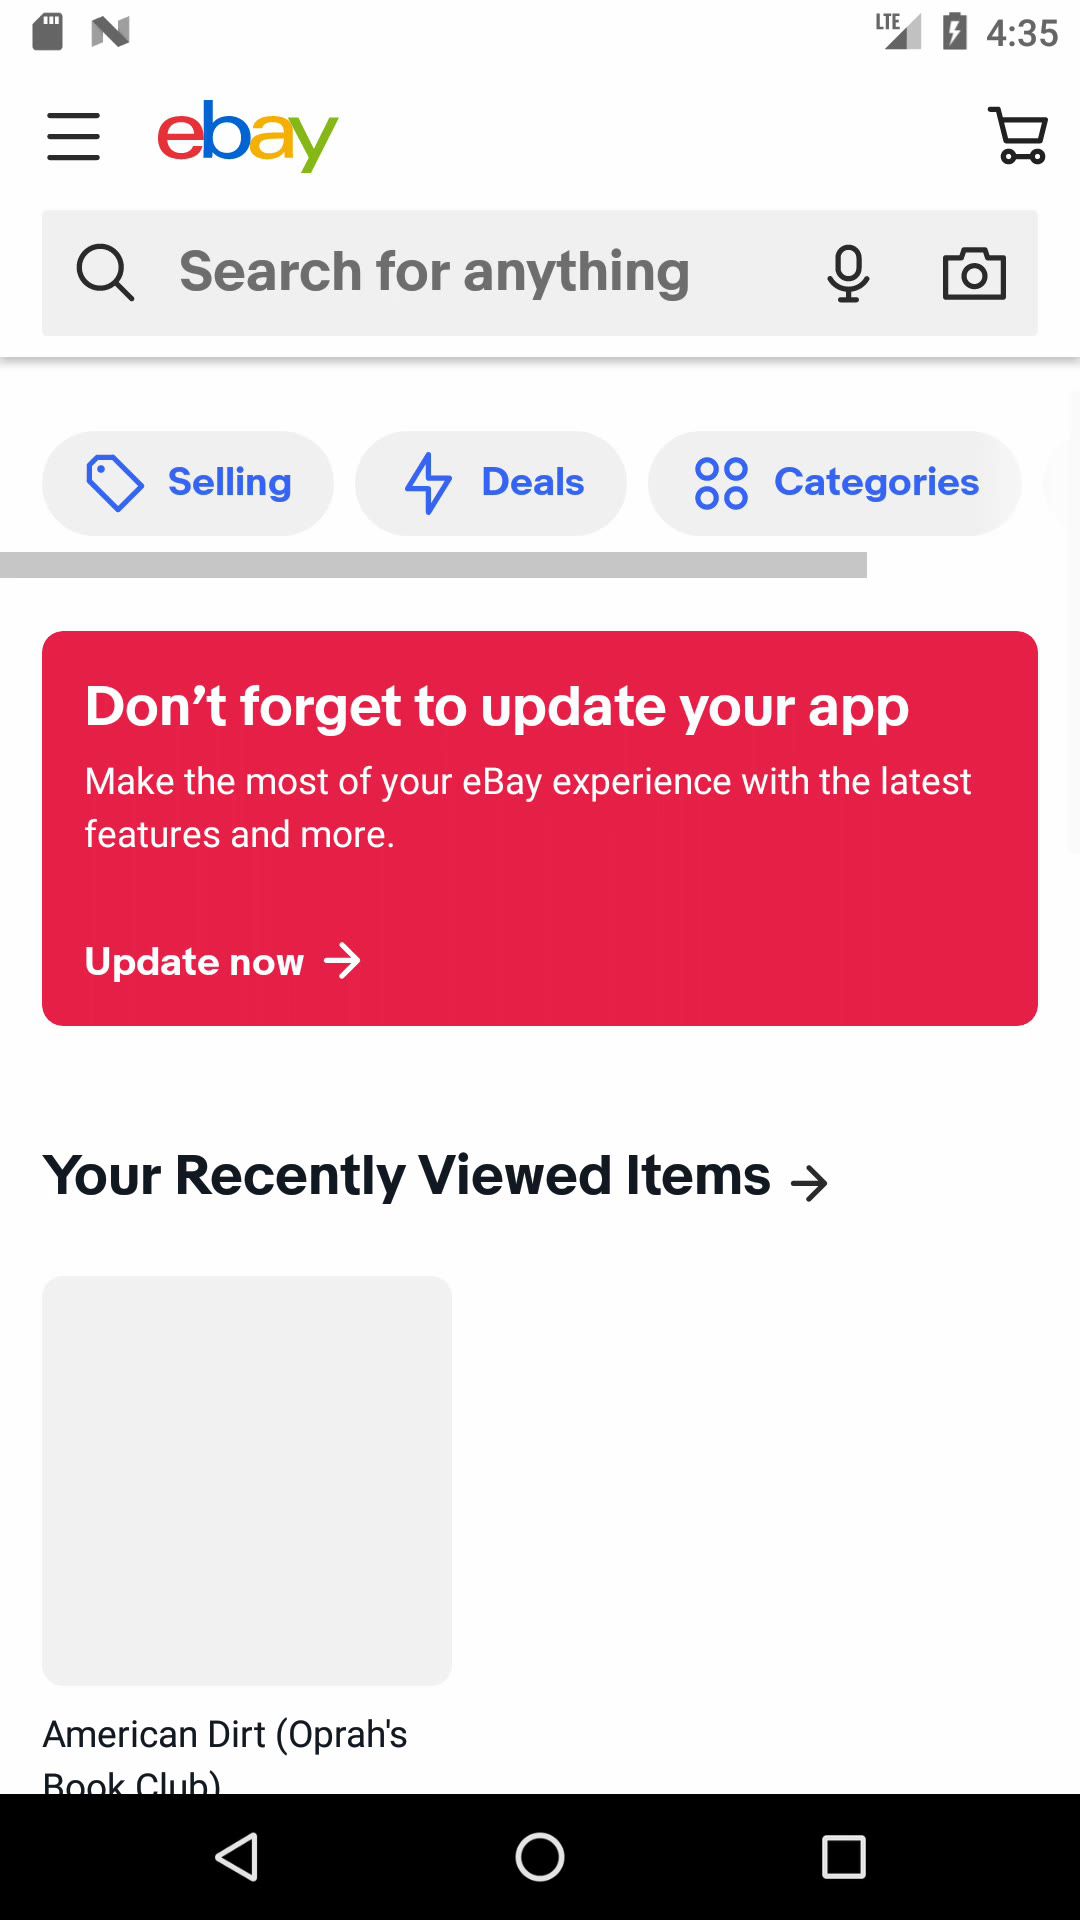 LTE 4:35
ebay
Search for anything
Selling Deals Categories
Don't forget to update your app
Make the most of your eBay experience with the latest
features and more.
Update now
Your Recently Viewed Items
American Dirt (Oprah's
Book Club)